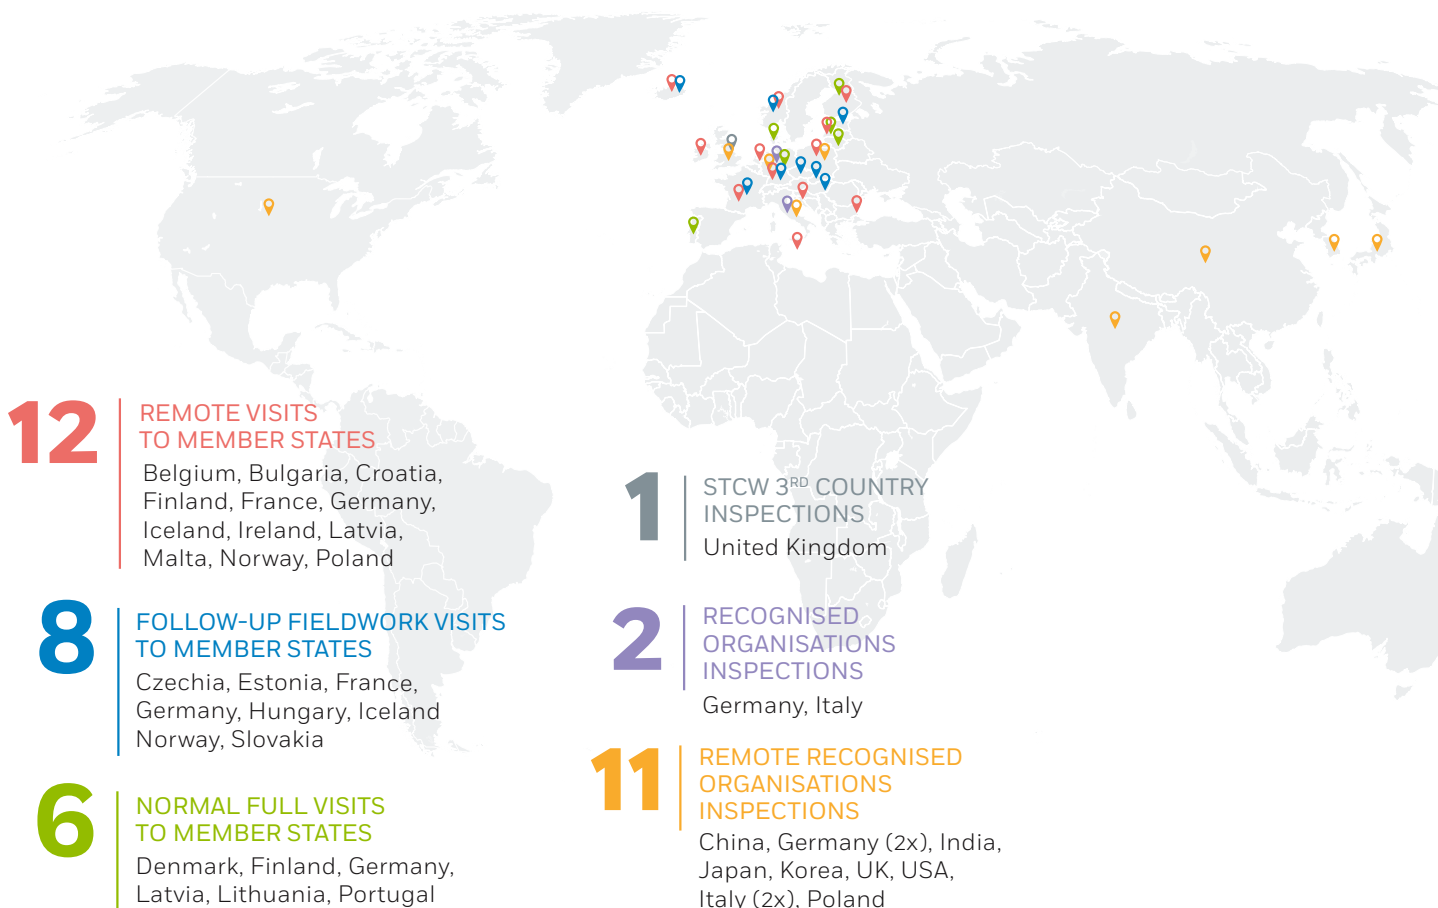 12
REMOTE VISITS
TO MEMBER STATES
Belgium, Bulgaria, Croatia,
Finland, France, Germany,
Iceland, Ireland, Latvia,
Malta, Norway, Poland
8
FOLLOW-UP FIELDWORK VISITS
TO MEMBER STATES
Czechia, Estonia, France,
Germany, Hungary, Iceland
Norway, Slovakia
6
NORMAL FULL VISITS
TO MEMBER STATES
Denmark, Finland, Germany,
Latvia, Lithuania, Portugal
1
STCW 3RD COUNTRY
INSPECTIONS
United Kingdom
2
RECOGNISED
ORGANISATIONS
INSPECTIONS
Germany, Italy
11
REMOTE RECOGNISED
ORGANISATIONS
INSPECTIONS
China, Germany (2x), India,
Japan, Korea, UK, USA,
Italy (2x), Poland